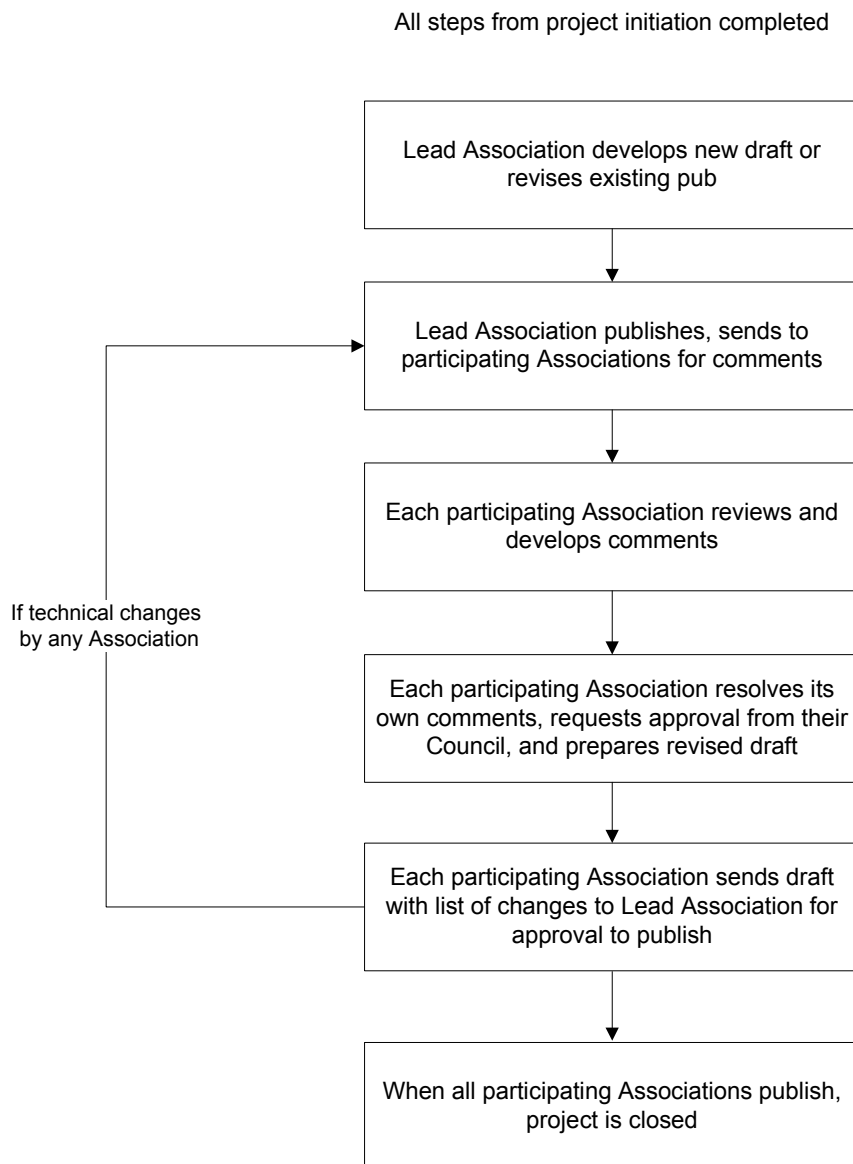 All steps from project initiation completed
Lead Association develops new draft or
revises existing pub
Lead Association publishes, sends to
participating Associations for comments
Each participating Association reviews and
develops comments
If technical changes
by any Association
Each participating Association resolves its
own comments, requests approval from their
Council, and prepares revised draft
Each participating Association sends draft
with list of changes to Lead Association for
approval to publish
When all participating Associations publish,
project is closed